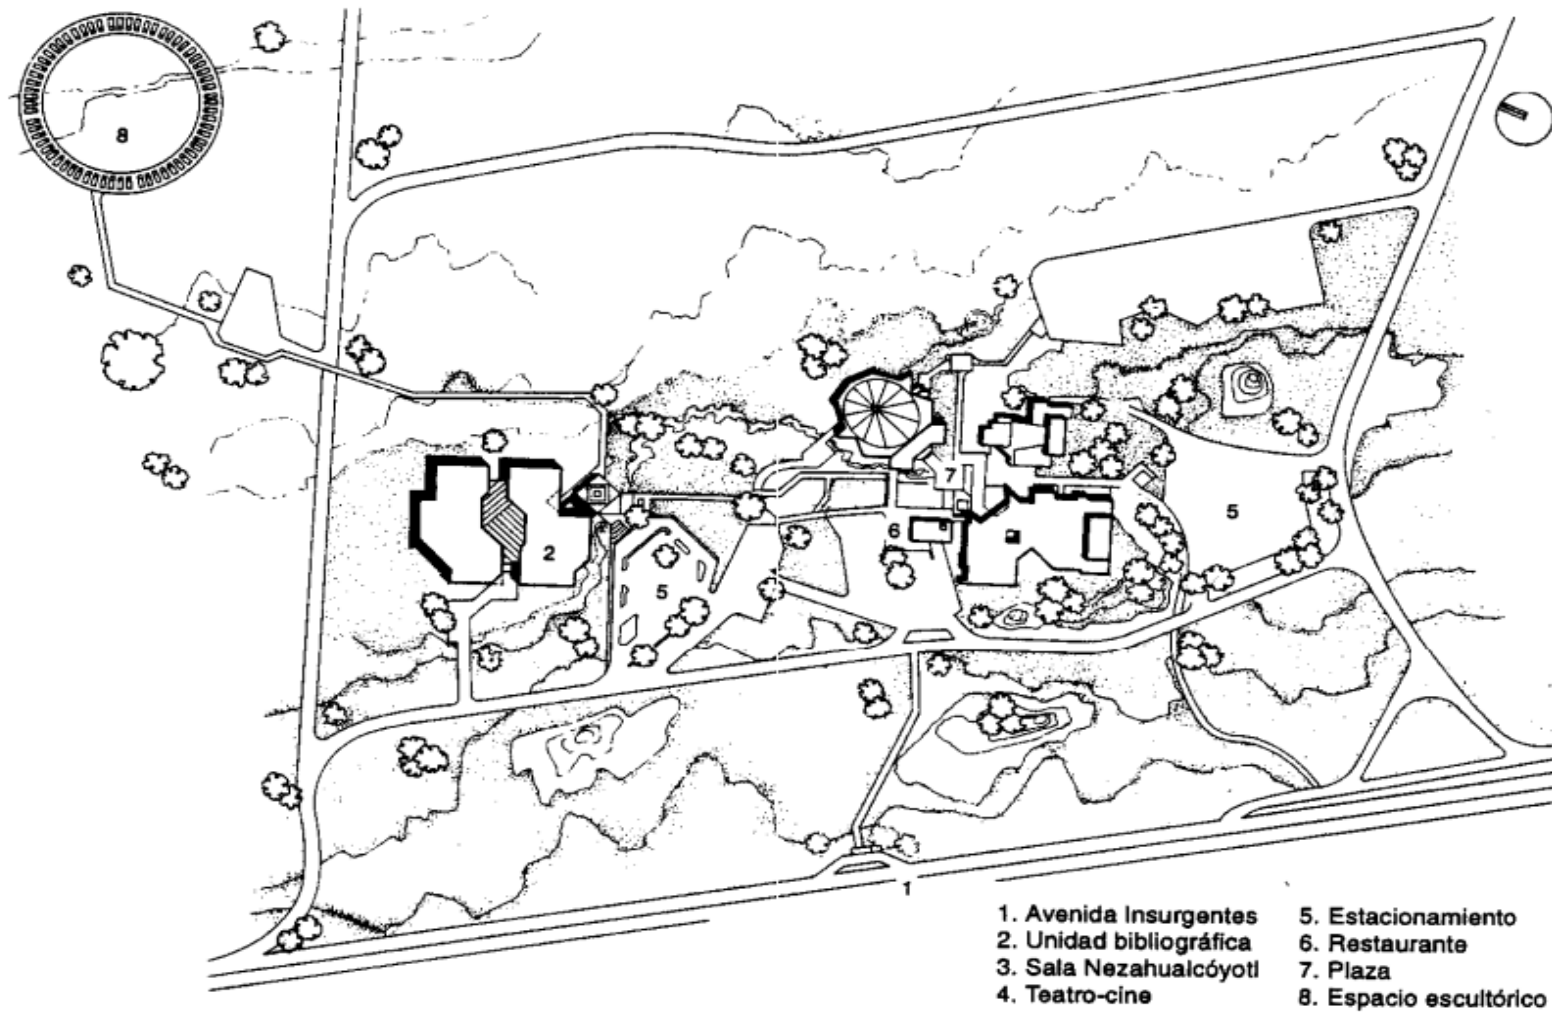 8
7
5
6
2
5
1
1. Avenida Insurgentes
2. Unidad bibliográfica
3. Sala Nezahualcóyotl
4. Teatro-cine
5. Estacionamiento
6. Restaurante
7. Plaza
8. Espacio escultórico